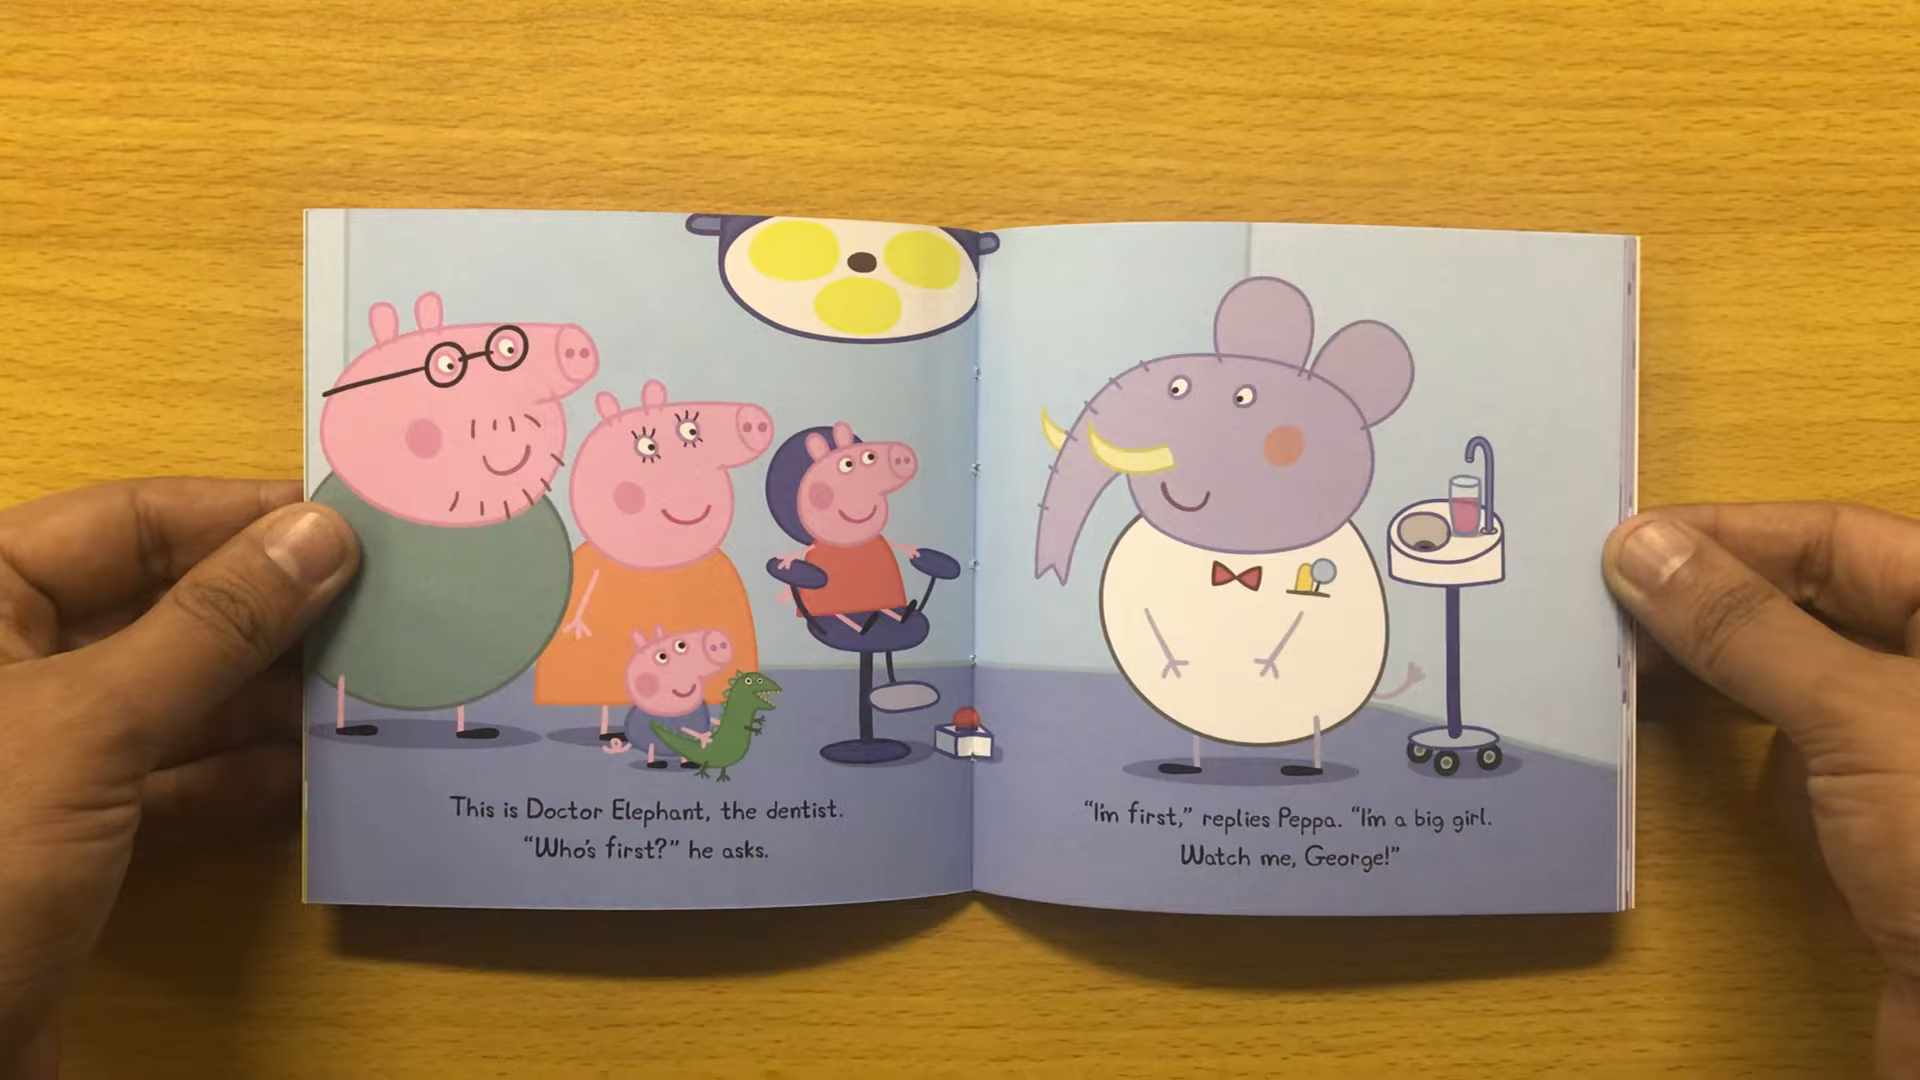 This is Doctor Elephant, the dentist.
“Who's first?” he asks.
“I'm first,” replies Peppa. “I'm a big girl.
Watch me, George!”